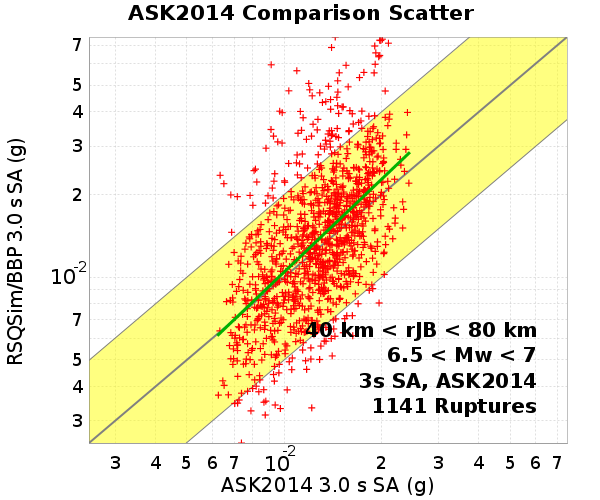 ASK2014 Comparison Scatter
7
5
4
3
2
10-2
7
5
4
3
RSQSim/BBP 3.0 s SA (g)
40 km < rJB < 80 km
6.5 < Mw < 7
3s SA, ASK2014
1141 Ruptures
3 4 5 6 7 10-2 2 3 4 5 6 7
ASK2014 3.0 s SA (g)